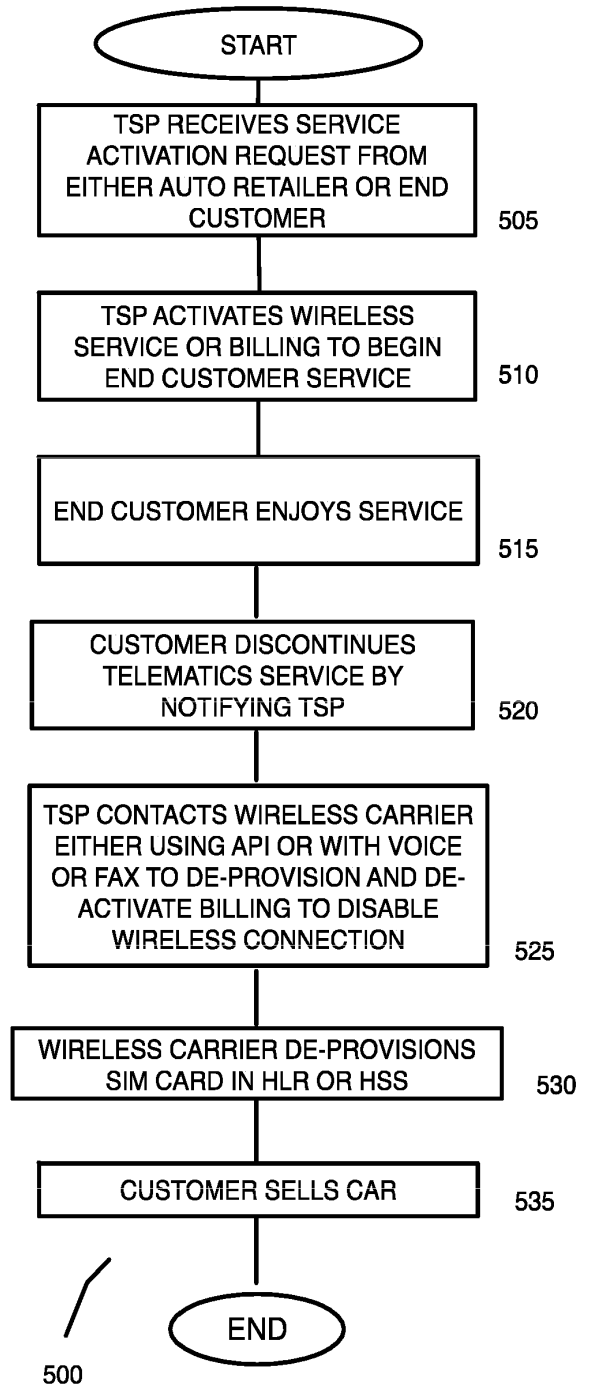 START
TSP RECEIVES SERVICE
ACTIVATION REQUEST FROM
EITHER AUTO RETAILER OR END
CUSTOMER
505
TSP ACTIVATES WIRELESS
SERVICE OR BILLING TO BEGIN
END CUSTOMER SERVICE
510
END CUSTOMER ENJOYS SERVICE
515
CUSTOMER DISCONTINUES
TELEMATICS SERVICE BY
NOTIFYING TSP
520
TSP CONTACTS WIRELESS CARRIER
EITHER USING API OR WITH VOICE
OR FAX TO DE-PROVISION AND DE-
ACTIVATE BILLING TO DISABLE
WIRELESS CONNECTION
525
WIRELESS CARRIER DE-PROVISIONS
SIM CARD IN HLR OR HSS
530
CUSTOMER SELLS CAR
535
END
500